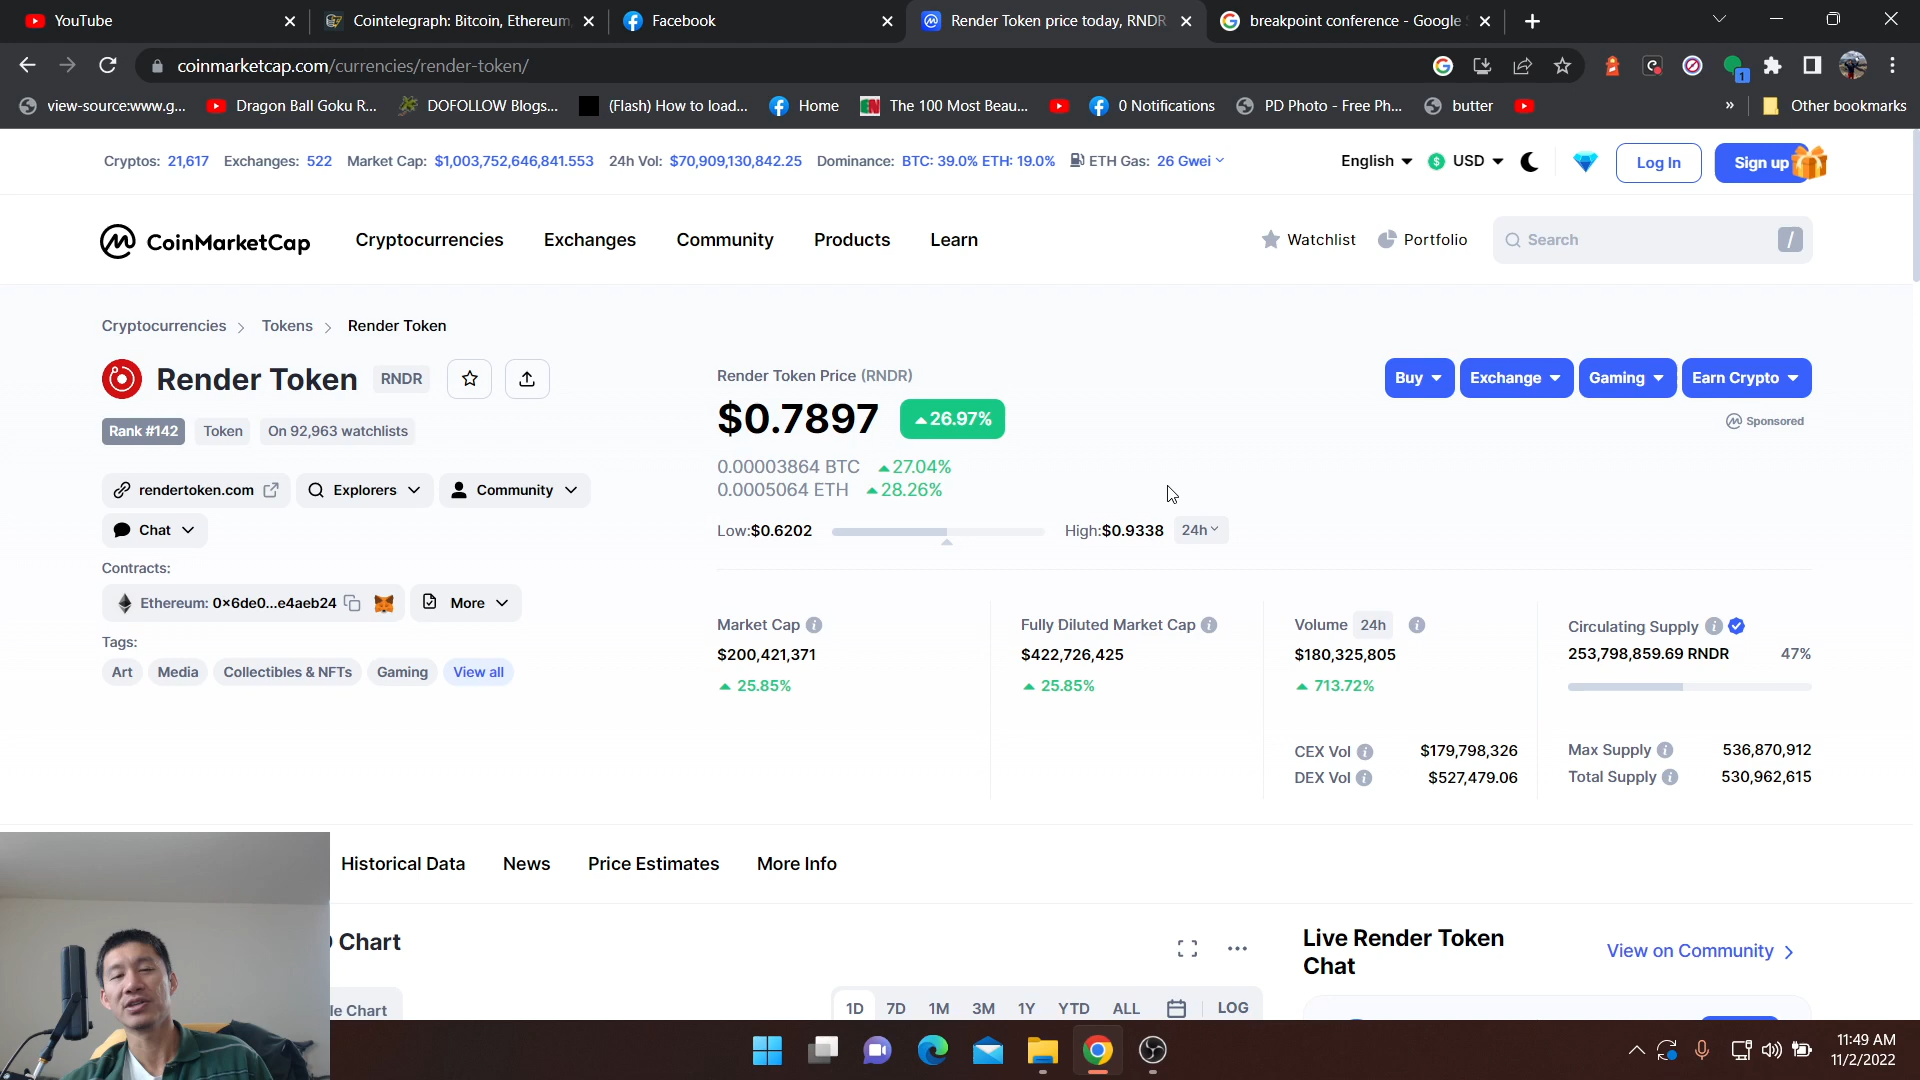 YouTube
Cointelegraph: Bitcoin, Ethereum
Facebook
Render Token price today, RNDR
breakpoint conference - Google S
coinmarketcap.com/currencies/render-token/
view-source:www.g...
Dragon Ball Goku R...
DOFOLLOW Blogs...
(Flash) How to load...
Home
The 100 Most Beau...
0 Notifications
PD Photo - Free Ph...
butter
»
Other bookmarks
Cryptos: 21,617 Exchanges: 522 Market Cap: $1,003,752,646,841.553 24h Vol: $70,909,130,842.25 Dominance: BTC: 39.0% ETH: 19.0% ETH Gas: 26 Gwei
English
USD
Log In
Sign up
CoinMarketCap
Cryptocurrencies
Exchanges
Community
Products
Learn
Watchlist
Portfolio
Search
/
Cryptocurrencies > Tokens > Render Token
Render Token RNDR
Rank #142
Token
On 92,963 watchlists
rendertoken.com
Explorers
Community
Chat
Contracts:
Ethereum: 0x6de0...e4aeb24
More
Tags:
Art
Media
Collectibles & NFTs
Gaming
View all
Render Token Price (RNDR)
$0.7897 26.97%
0.00003864 BTC 27.04%
0.0005064 ETH 28.26%
Low:$0.6202
High:$0.9338
24h
Buy
Exchange
Gaming
Earn Crypto
Sponsored
Market Cap
$200,421,371
25.85%
Fully Diluted Market Cap
$422,726,425
25.85%
Volume 24h
$180,325,805
713.72%
CEX Vol $179,798,326
DEX Vol $527,479.06
Circulating Supply
253,798,859.69 RNDR 47%
Max Supply 536,870,912
Total Supply 530,962,615
Historical Data
News
Price Estimates
More Info
Chart
le Chart
1D
7D
1M
3M
1Y
YTD
ALL
LOG
Live Render Token
Chat
View on Community
1
11:49 AM
11/2/2022